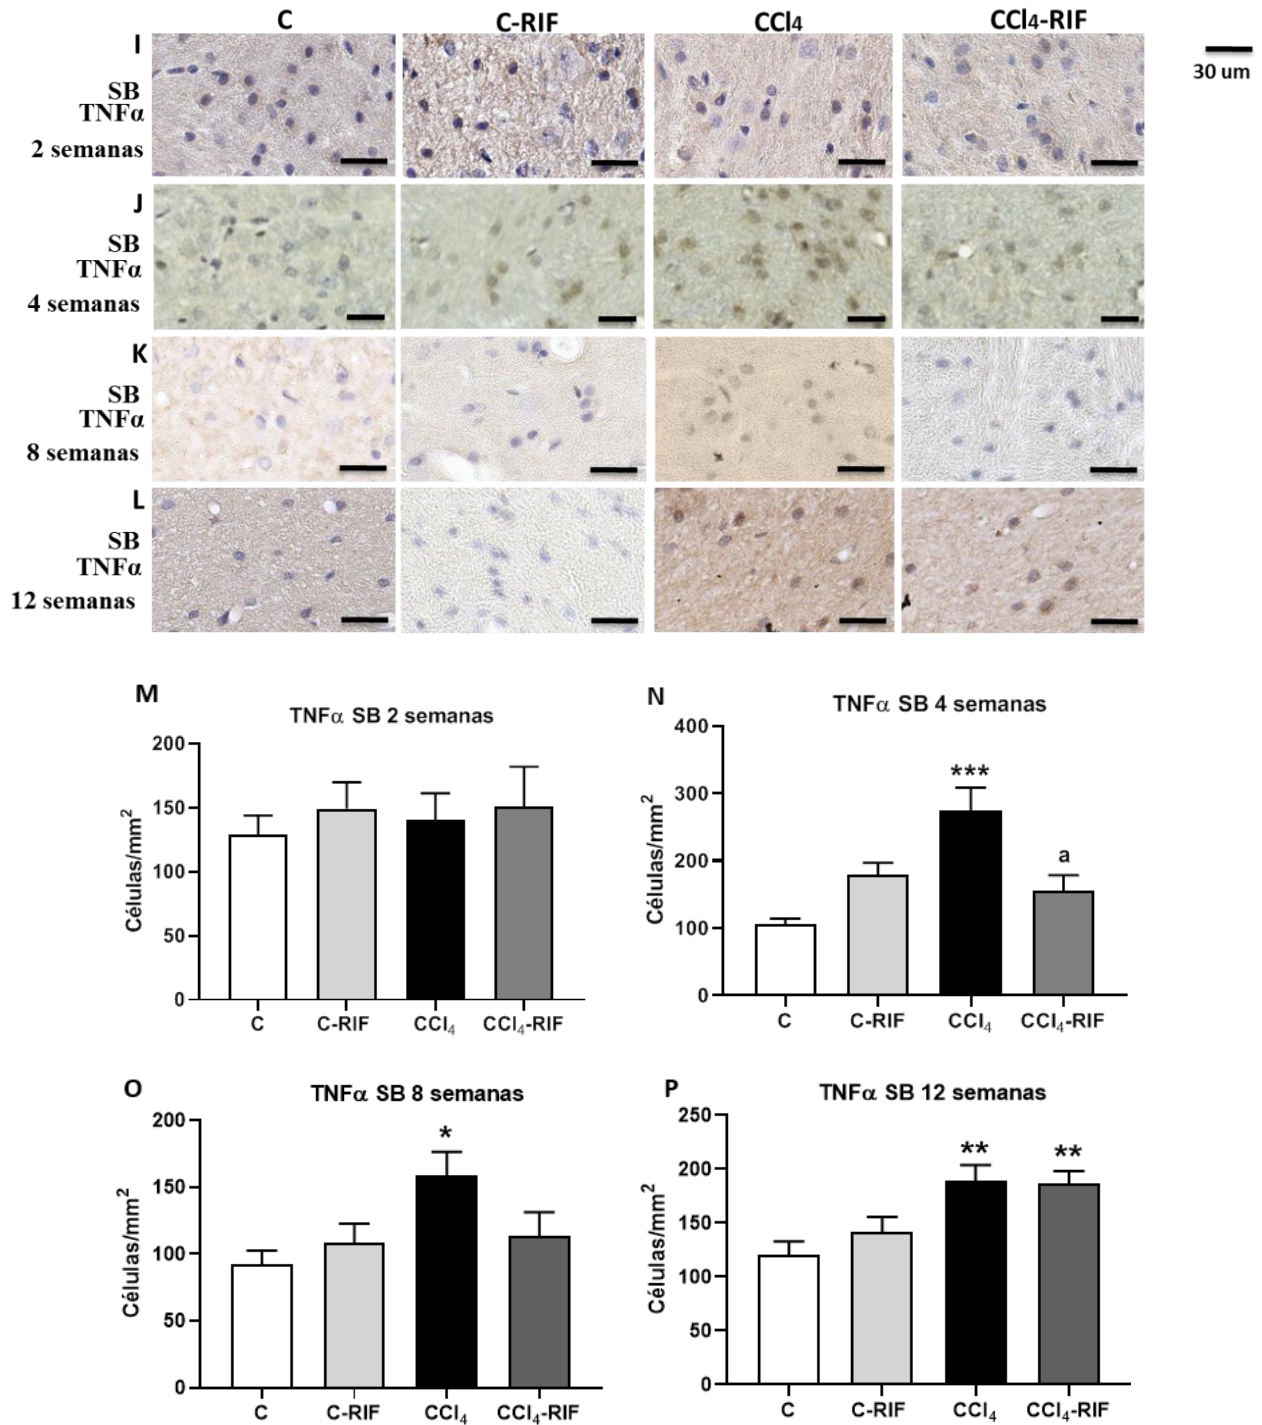 C C-RIF CCl4 CCl4-RIF
30 um
I
SB
TNFα
2 semanas
J
SB
TNFα
4 semanas
K
SB
TNFα
8 semanas
L
SB
TNFα
12 semanas
M
TNFα SB 2 semanas
Células/mm²
200
150
100
50
0
C C-RIF CCl₄ CCl₄-RIF
N
TNFα SB 4 semanas
Células/mm²
400
300
200
100
0
***
a
C C-RIF CCl₄ CCl₄-RIF
O
TNFα SB 8 semanas
Células/mm²
200
150
100
50
0
*
C C-RIF CCl₄ CCl₄-RIF
P
TNFα SB 12 semanas
Células/mm²
250
200
150
100
50
0
** **
C C-RIF CCl₄ CCl₄-RIF